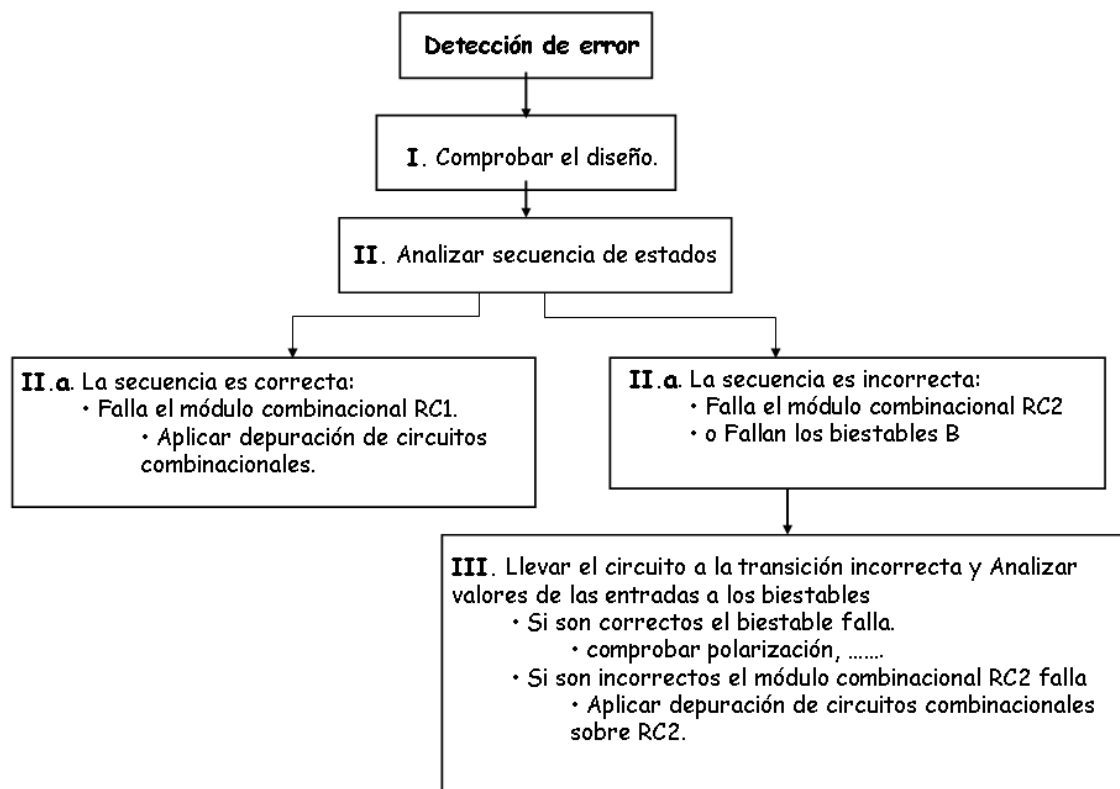 Detección de error
I. Comprobar el diseño.
II. Analizar secuencia de estados
II.a. La secuencia es correcta:
• Falla el módulo combinacional RC1.
• Aplicar depuración de circuitos
combinacionales.
II.a. La secuencia es incorrecta:
• Falla el módulo combinacional RC2
• o Fallan los biestables B
III. Llevar el circuito a la transición incorrecta y Analizar
valores de las entradas a los biestables
• Si son correctos el biestable falla.
• comprobar polarización, .......
• Si son incorrectos el módulo combinacional RC2 falla
• Aplicar depuración de circuitos combinacionales
sobre RC2.